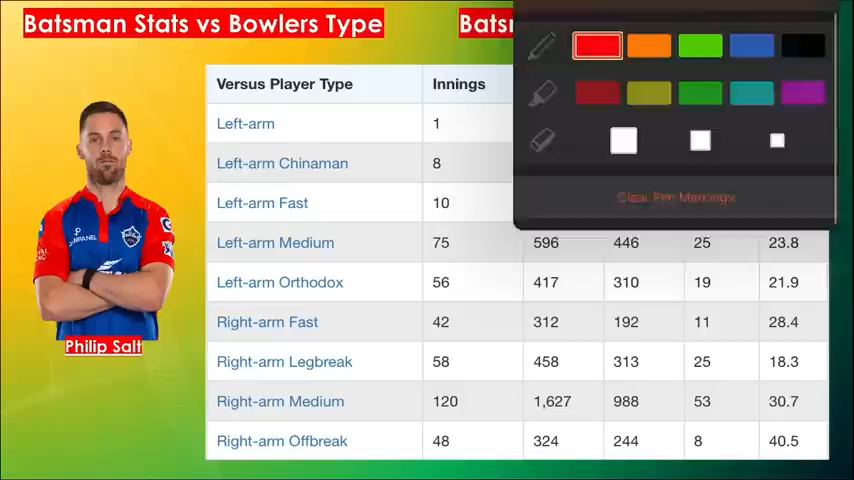 Batsman Stats vs Bowlers Type
Versus Player Type Innings
Left-arm 1
Left-arm Chinaman 8
Left-arm Fast 10
Left-arm Medium 75 596 446 25 23.8
Left-arm Orthodox 56 417 310 19 21.9
Right-arm Fast 42 312 192 11 28.4
Right-arm Legbreak 58 458 313 25 18.3
Right-arm Medium 120 1,627 988 53 30.7
Right-arm Offbreak 48 324 244 8 40.5
Philip Salt
Clear Pen Markings